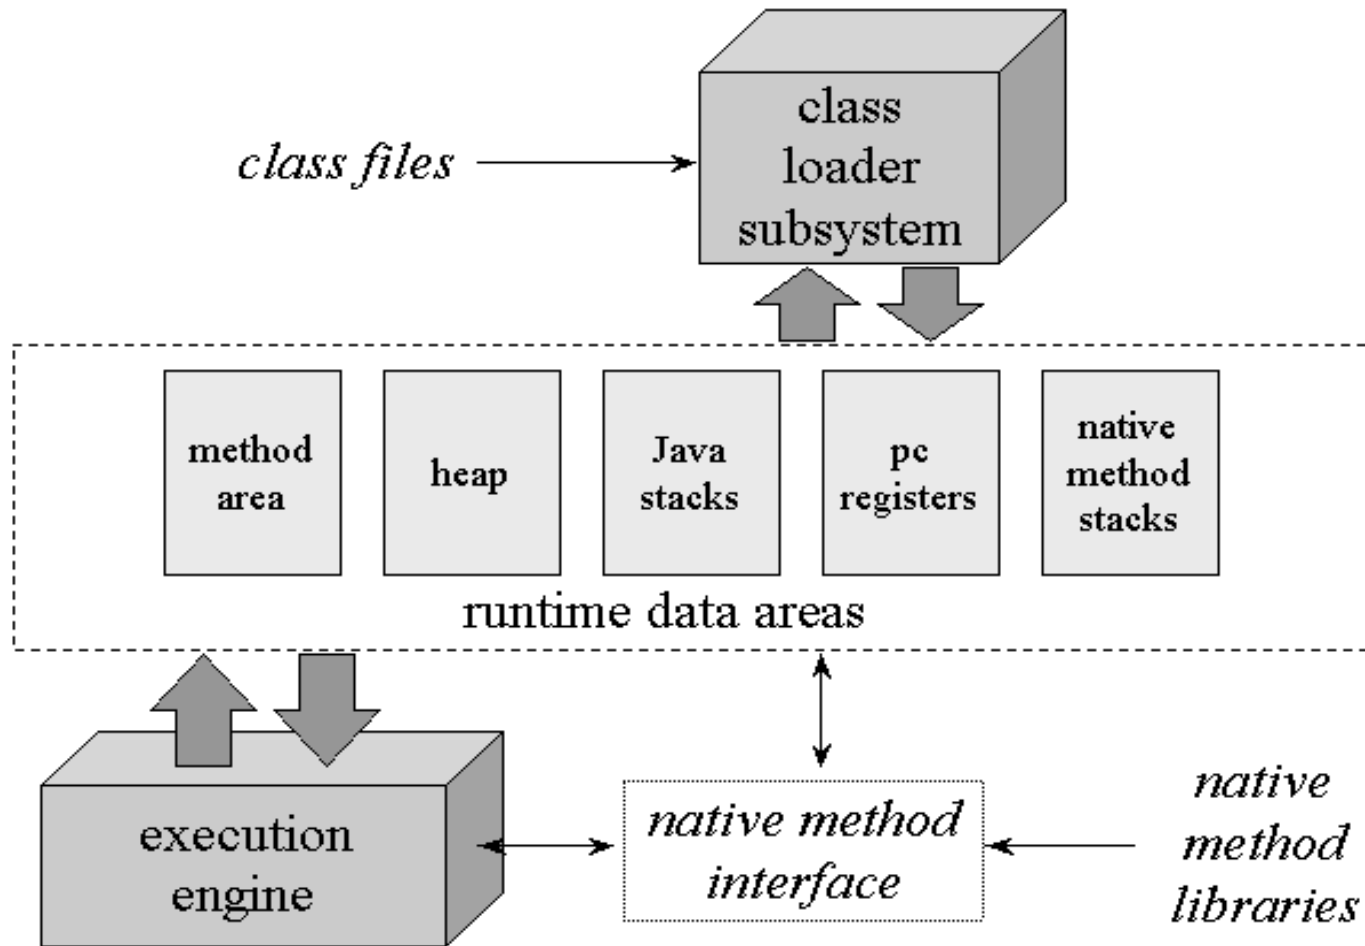 class
loader
subsystem
class files
method
area
heap
Java
stacks
pc
registers
native
method
stacks
runtime data areas
execution
engine
native method
interface
native
method
libraries